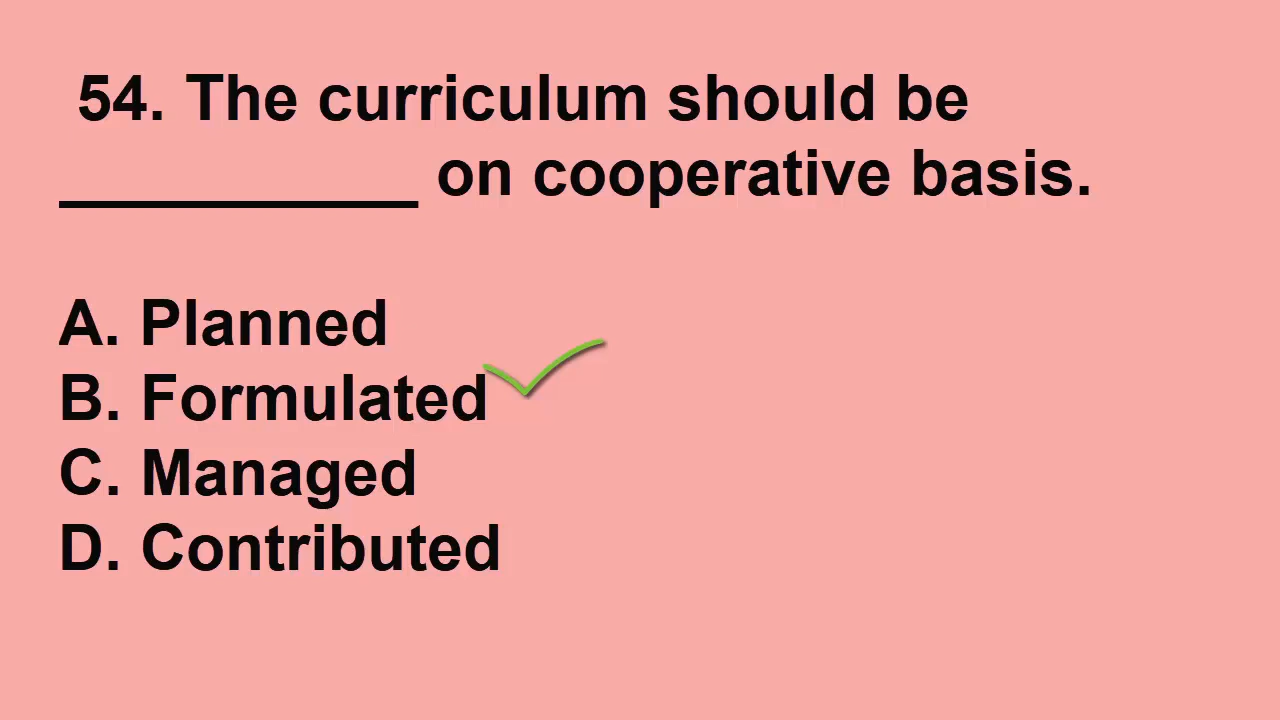 54. The curriculum should be
___________ on cooperative basis.
A. Planned
B. Formulated
C. Managed
D. Contributed